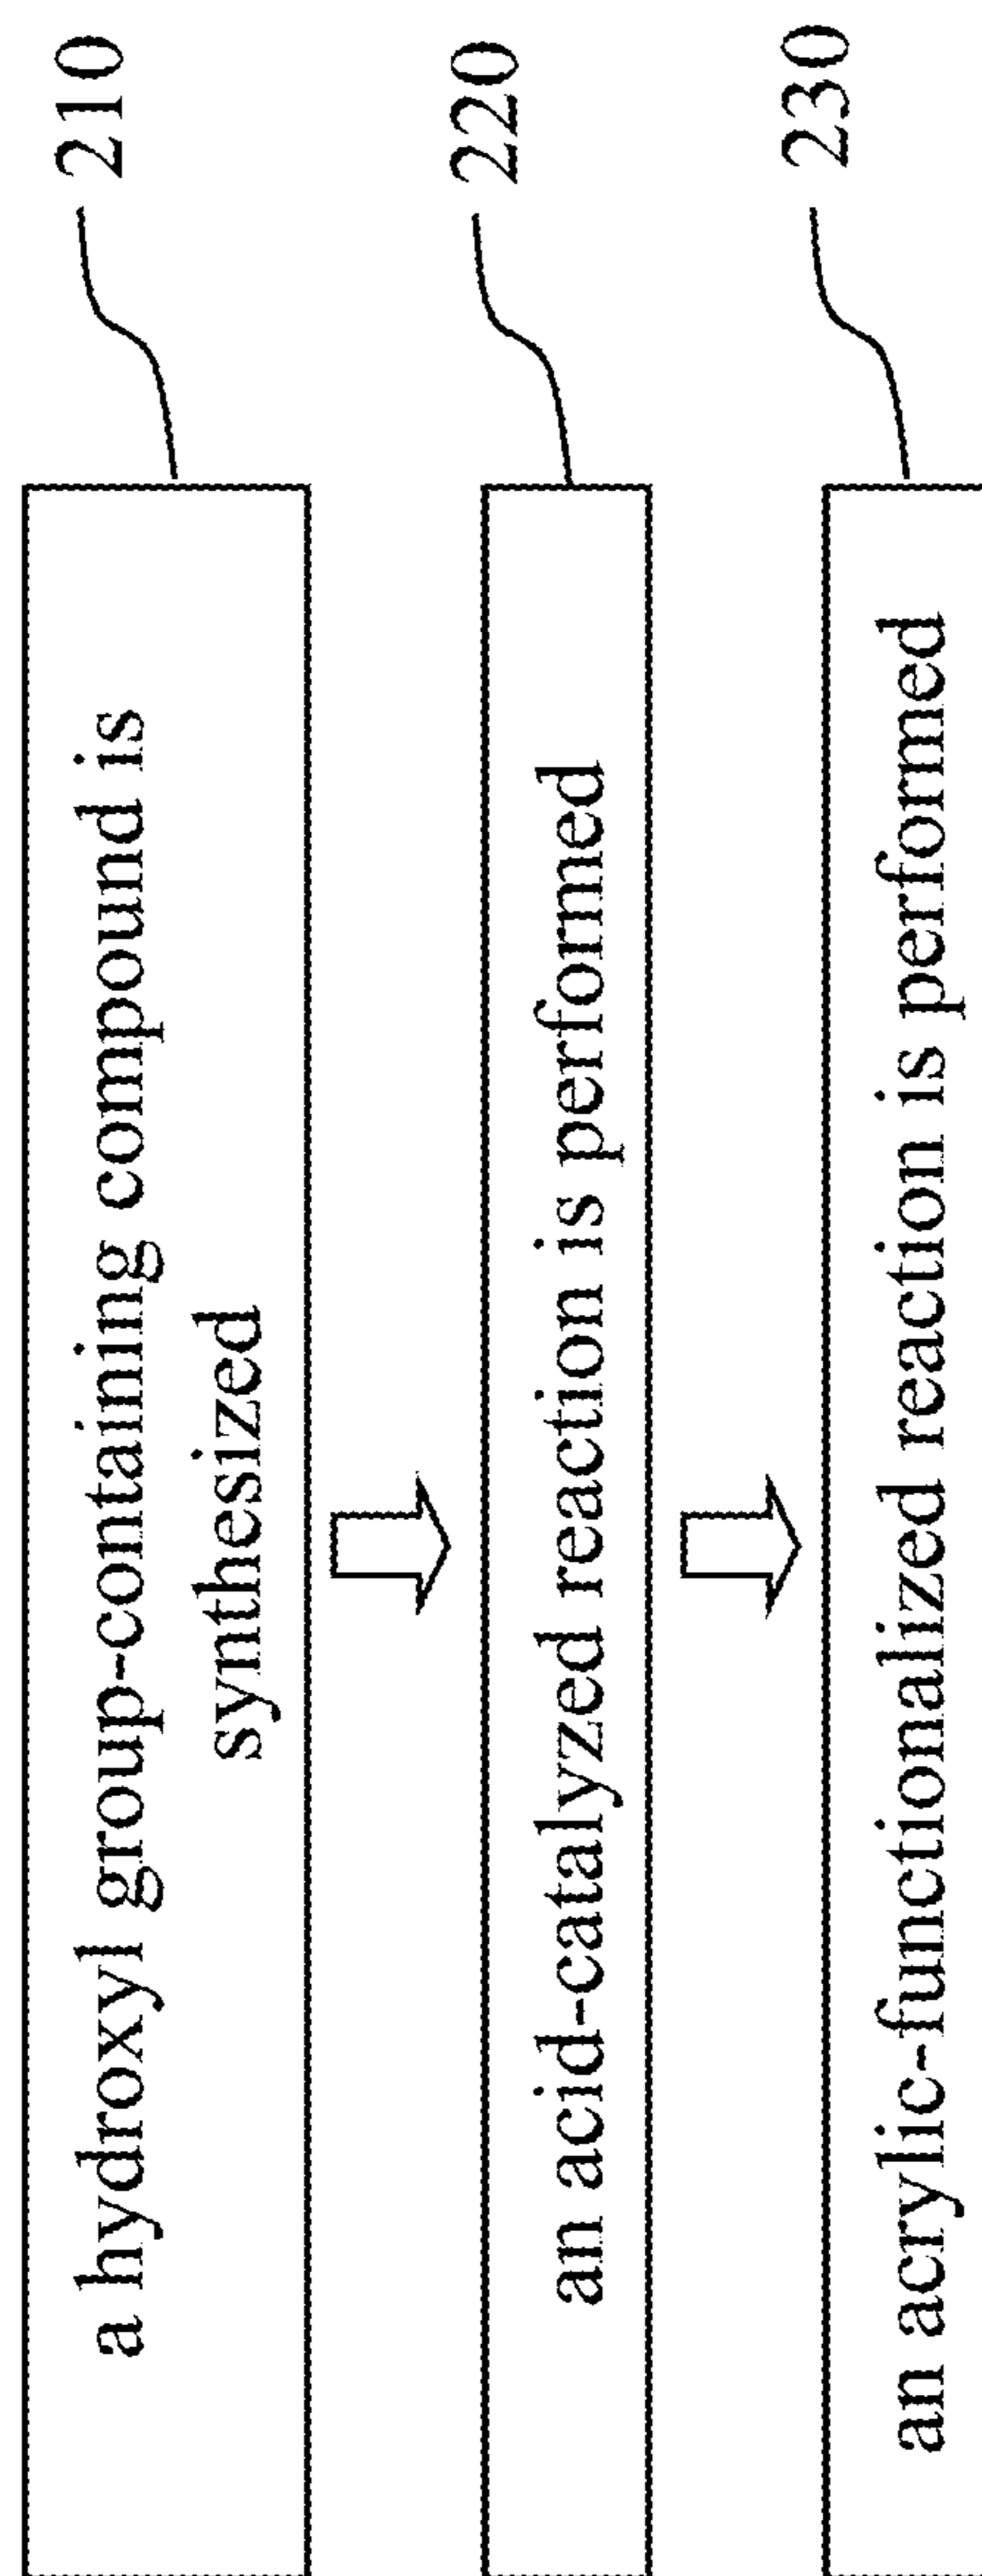 a hydroxyl group-containing compound is
synthesized
210
an acid-catalyzed reaction is performed
220
an acrylic-functionalized reaction is performed
230